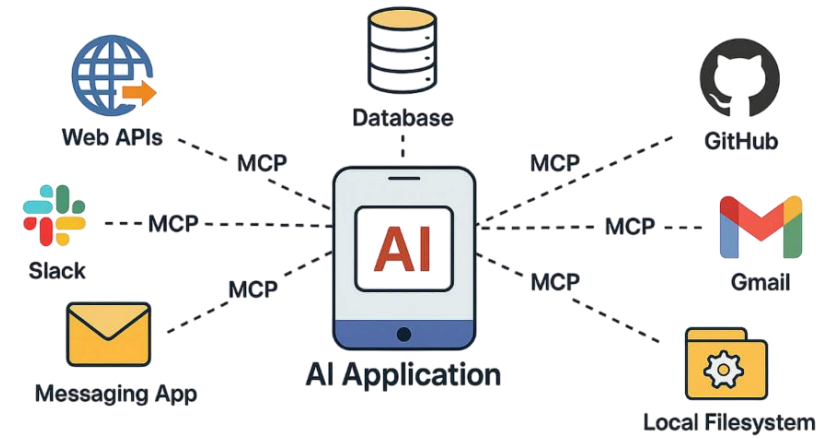 Database
Web APIs
GitHub
MCP
MCP
Slack
MCP
AI
MCP
Gmail
MCP
MCP
Messaging App
AI Application
Local Filesystem